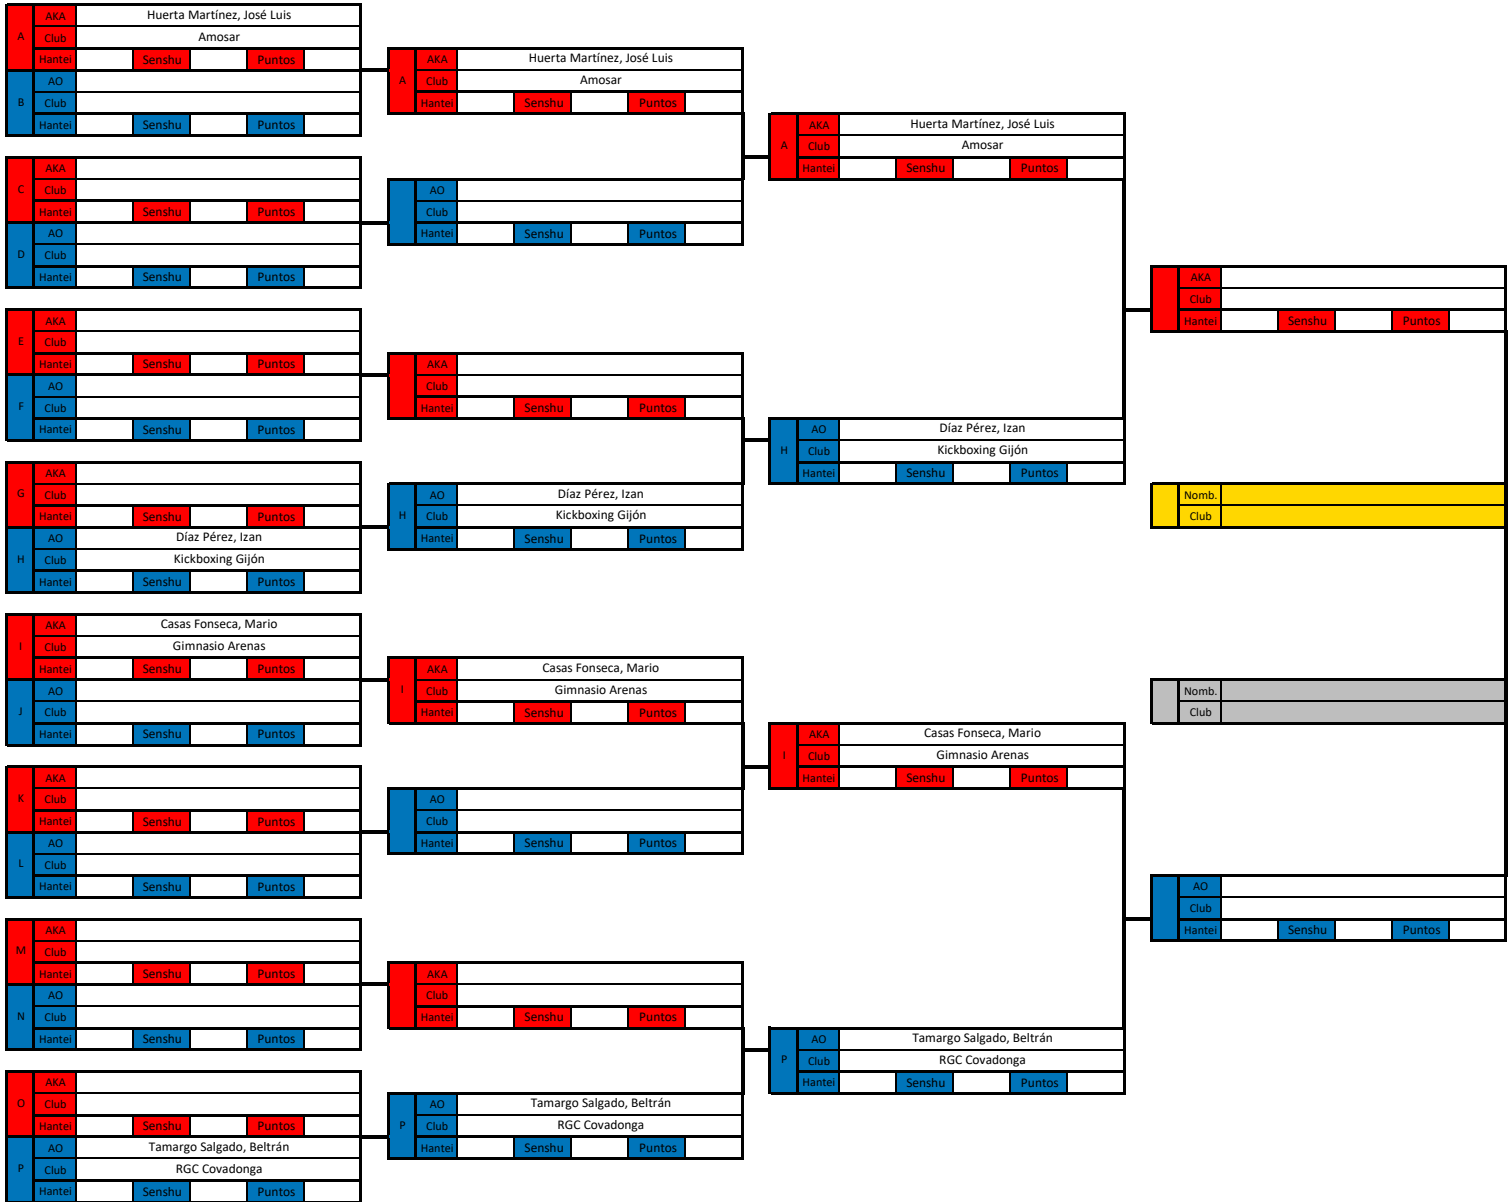 A
AKA
Huerta Martínez, José Luis
Club
Amosar
Hantei
Senshu
Puntos
B
AO
Club
Hantei
Senshu
Puntos
C
AKA
Club
Hantei
Senshu
Puntos
D
AO
Club
Hantei
Senshu
Puntos
E
AKA
Club
Hantei
Senshu
Puntos
F
AO
Club
Hantei
Senshu
Puntos
G
AKA
Club
Hantei
Senshu
Puntos
H
AO
Díaz Pérez, Izan
Club
Kickboxing Gijón
Hantei
Senshu
Puntos
I
AKA
Casas Fonseca, Mario
Club
Gimnasio Arenas
Hantei
Senshu
Puntos
J
AO
Club
Hantei
Senshu
Puntos
K
AKA
Club
Hantei
Senshu
Puntos
L
AO
Club
Hantei
Senshu
Puntos
M
AKA
Club
Hantei
Senshu
Puntos
N
AO
Club
Hantei
Senshu
Puntos
O
AKA
Club
Hantei
Senshu
Puntos
P
AO
Tamargo Salgado, Beltrán
Club
RGC Covadonga
Hantei
Senshu
Puntos
A
AKA
Huerta Martínez, José Luis
Club
Amosar
Hantei
Senshu
Puntos
AO
Club
Hantei
Senshu
Puntos
AKA
Club
Hantei
Senshu
Puntos
H
AO
Díaz Pérez, Izan
Club
Kickboxing Gijón
Hantei
Senshu
Puntos
I
AKA
Casas Fonseca, Mario
Club
Gimnasio Arenas
Hantei
Senshu
Puntos
AO
Club
Hantei
Senshu
Puntos
AKA
Club
Hantei
Senshu
Puntos
P
AO
Tamargo Salgado, Beltrán
Club
RGC Covadonga
Hantei
Senshu
Puntos
A
AKA
Huerta Martínez, José Luis
Club
Amosar
Hantei
Senshu
Puntos
H
AO
Díaz Pérez, Izan
Club
Kickboxing Gijón
Hantei
Senshu
Puntos
I
AKA
Casas Fonseca, Mario
Club
Gimnasio Arenas
Hantei
Senshu
Puntos
P
AO
Tamargo Salgado, Beltrán
Club
RGC Covadonga
Hantei
Senshu
Puntos
AKA
Club
Hantei
Senshu
Puntos
Nomb.
Club
Nomb.
Club
AO
Club
Hantei
Senshu
Puntos